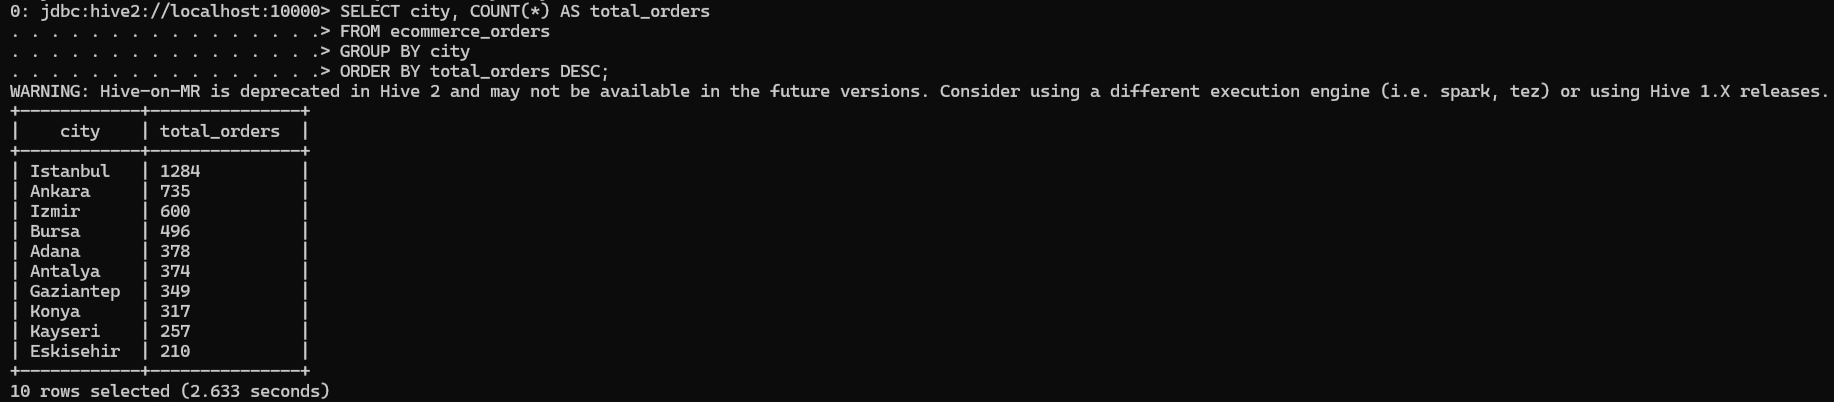 0: jdbc:hive2://localhost:10000> SELECT city, COUNT(*) AS total_orders
. . . . . . . . . . . . . . . .> FROM ecommerce_orders
. . . . . . . . . . . . . . . .> GROUP BY city
. . . . . . . . . . . . . . . .> ORDER BY total_orders DESC;
WARNING: Hive-on-MR is deprecated in Hive 2 and may not be available in the future versions. Consider using a different execution engine (i.e. spark, tez) or using Hive 1.X releases.
+------------+---------------+
|    city    | total_orders  |
+------------+---------------+
| Istanbul   | 1284          |
| Ankara     | 735           |
| Izmir      | 600           |
| Bursa      | 496           |
| Adana      | 378           |
| Antalya    | 374           |
| Gaziantep  | 349           |
| Konya      | 317           |
| Kayseri    | 257           |
| Eskisehir  | 210           |
+------------+---------------+
10 rows selected (2.633 seconds)